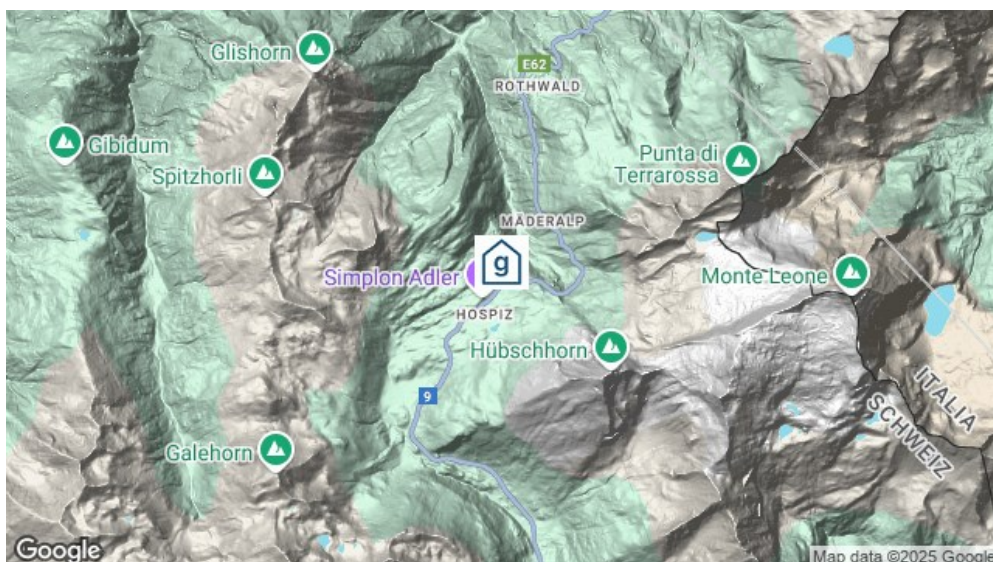 Glishorn
E62
ROTHWALD
Gibidum
Spitzhorli
Punta di
Terrarossa
MÄDERALP
g
Simplon Adler
Monte Leone
HOSPIZ
Hübschhorn
9
ITALIA
SCHWEIZ
Galehorn
Google
Map data ©2025 Google